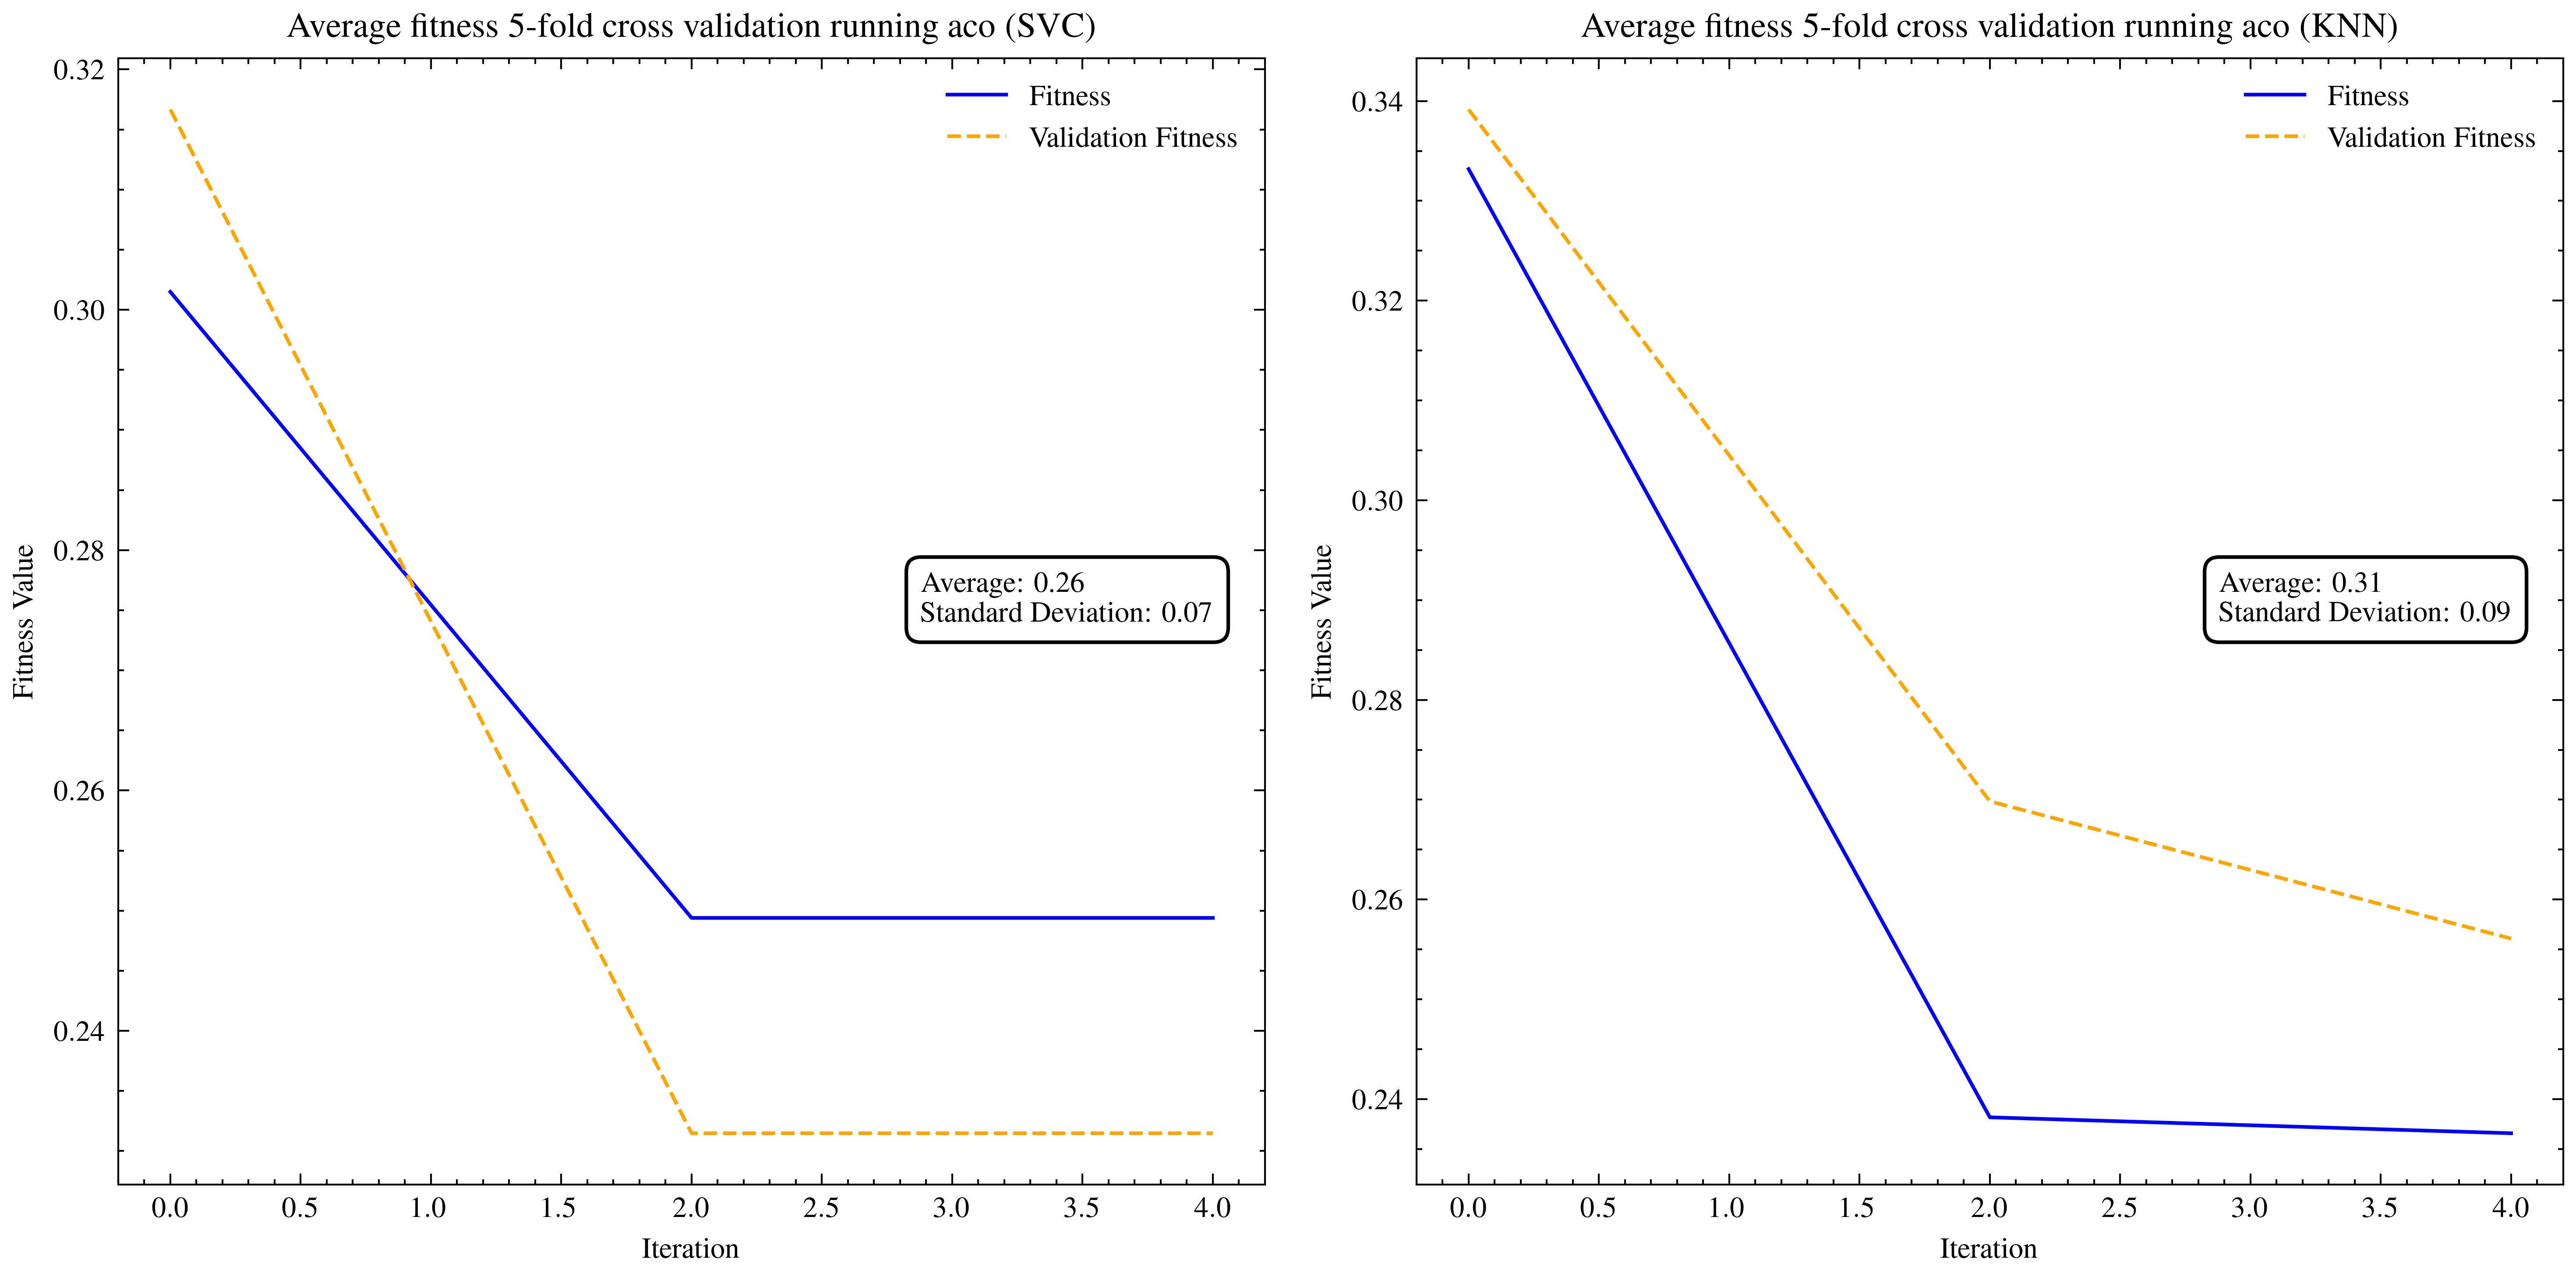 Average fitness 5-fold cross validation running aco (SVC)
Fitness Value
0.32
0.30
0.28
0.26
0.24
Fitness
Validation Fitness
Average: 0.26
Standard Deviation: 0.07
0.0 0.5 1.0 1.5 2.0 2.5 3.0 3.5 4.0
Iteration
Average fitness 5-fold cross validation running aco (KNN)
Fitness Value
0.34
0.32
0.30
0.28
0.26
0.24
Fitness
Validation Fitness
Average: 0.31
Standard Deviation: 0.09
0.0 0.5 1.0 1.5 2.0 2.5 3.0 3.5 4.0
Iteration